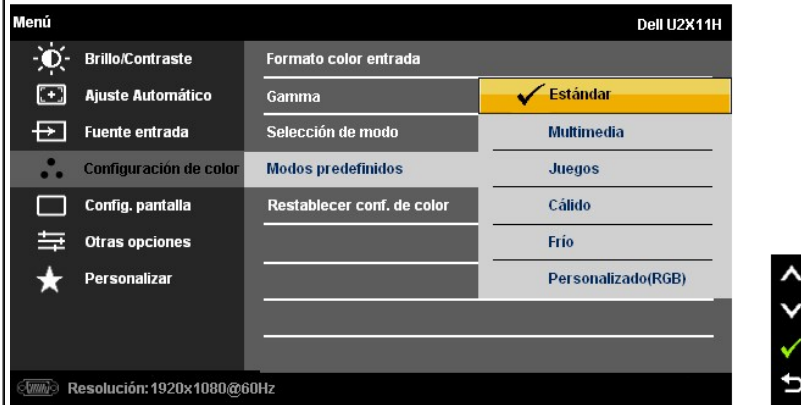 Menú
Dell U2X11H
Brillo/Contraste
Formato color entrada
Ajuste Automático
Gamma
Estándar
Fuente entrada
Selección de modo
Multimedia
Configuración de color
Modos predefinidos
Juegos
Config. pantalla
Restablecer conf. de color
Cálido
Otras opciones
Frío
Personalizar
Personalizado(RGB)
Resolución: 1920x1080@60Hz